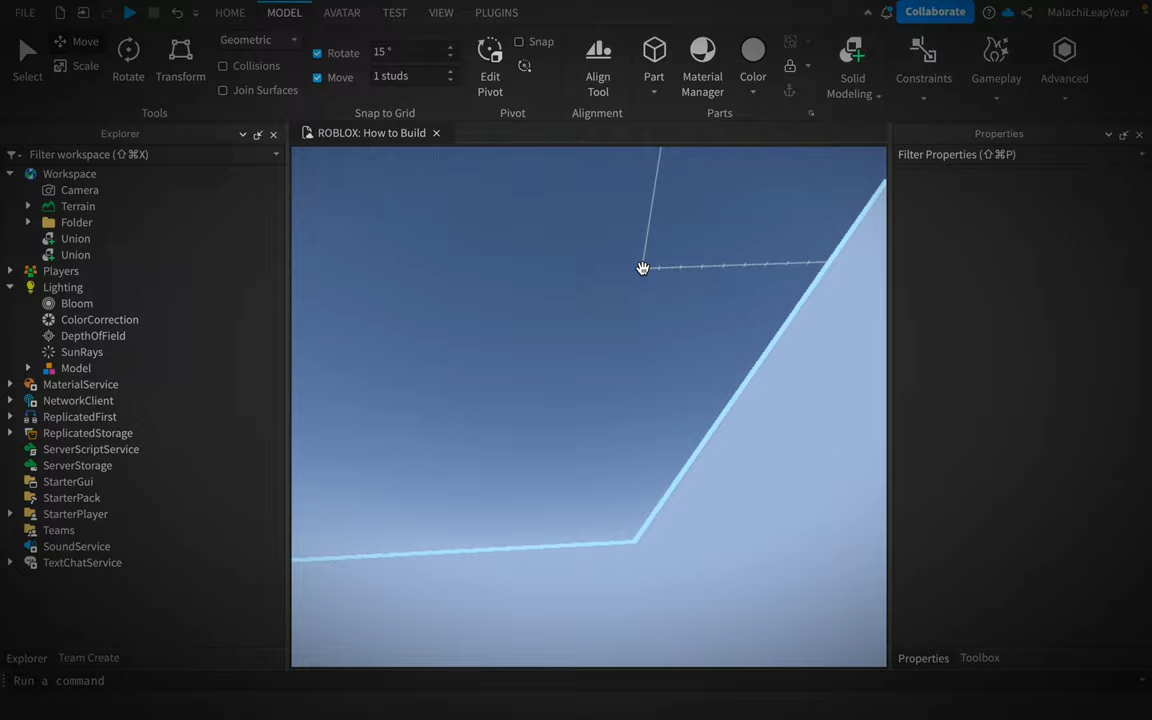 FILE HOME MODEL AVATAR TEST VIEW PLUGINS Collaborate MalachiLeapYear
Select Move Scale Rotate Transform
Geometric
Collisions
Join Surfaces
Tools
Rotate 15 °
Move 1 studs
Snap to Grid
Edit Pivot
Snap
Pivot
Align Tool
Alignment
Part
Material Manager
Color
Parts
Solid Modeling
Constraints
Gameplay
Advanced
Explorer
ROBLOX: How to Build
Properties
Filter workspace (⇧⌘X)
Filter Properties (⇧⌘P)
Workspace
Camera
Terrain
Folder
Union
Union
Players
Lighting
Bloom
ColorCorrection
DepthOfField
SunRays
Model
MaterialService
NetworkClient
ReplicatedFirst
ReplicatedStorage
ServerScriptService
ServerStorage
StarterGui
StarterPack
StarterPlayer
Teams
SoundService
TextChatService
Explorer Team Create
Properties Toolbox
Run a command